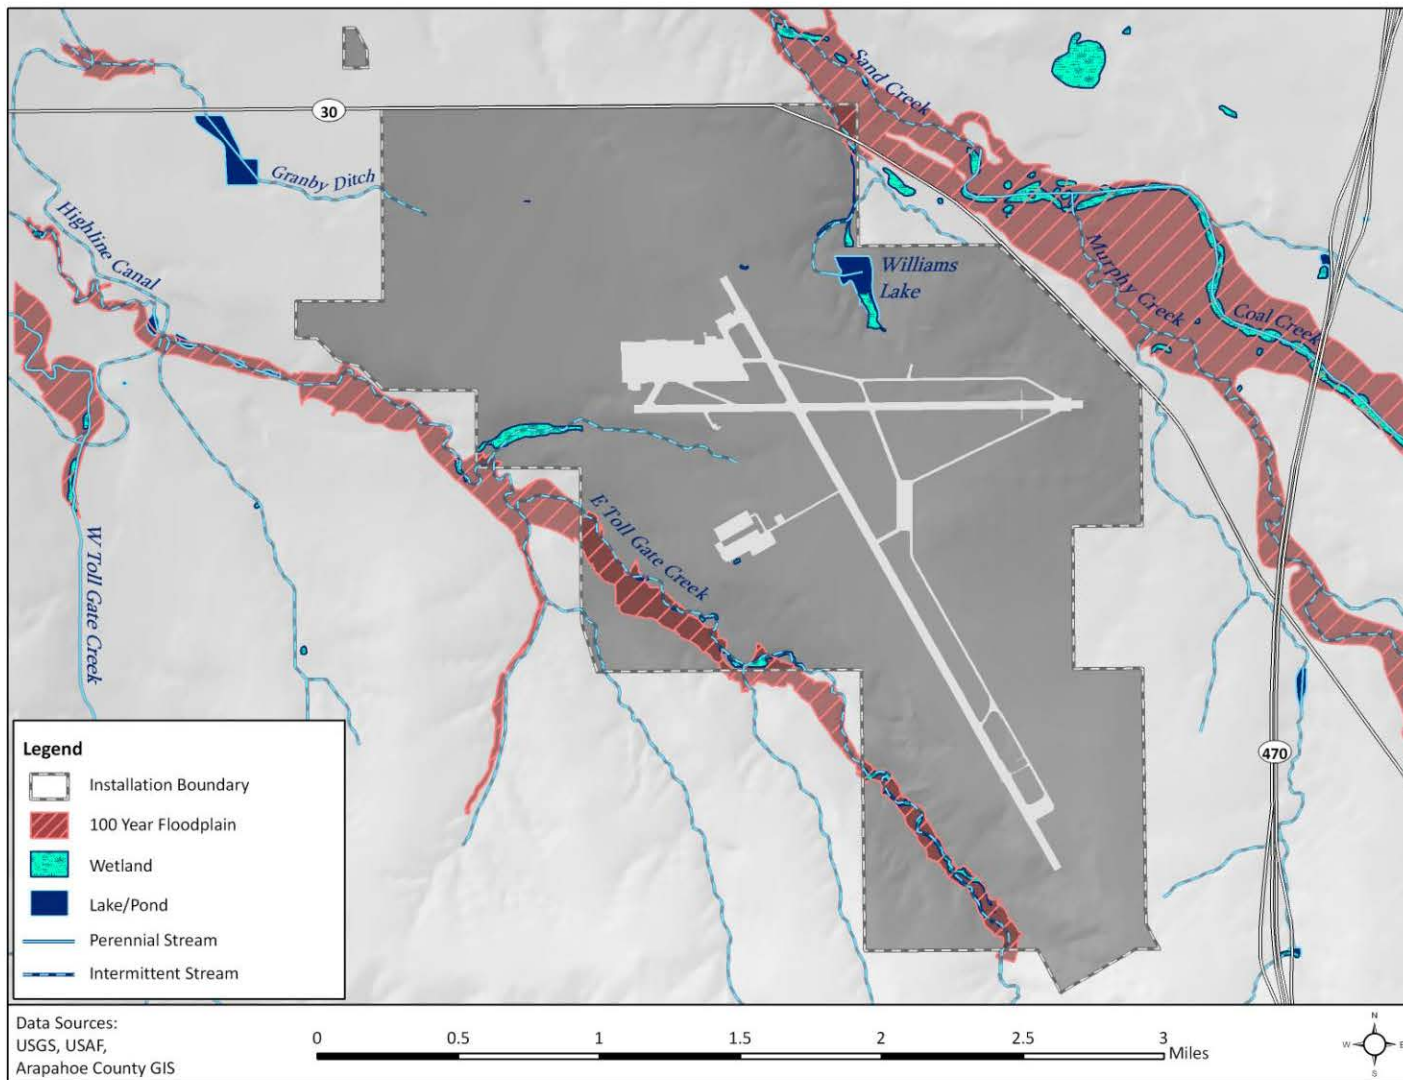 Sand Creek
30
Granby Ditch
Highline Canal
Williams
Lake
Murphy Creek
Coal Creek
E Toll Gate Creek
W Toll Gate Creek
470
Legend
Installation Boundary
100 Year Floodplain
Wetland
Lake/Pond
Perennial Stream
Intermittent Stream
Data Sources:
USGS, USAF,
Arapahoe County GIS
0 0.5 1 1.5 2 2.5 3
Miles
N
W E
S